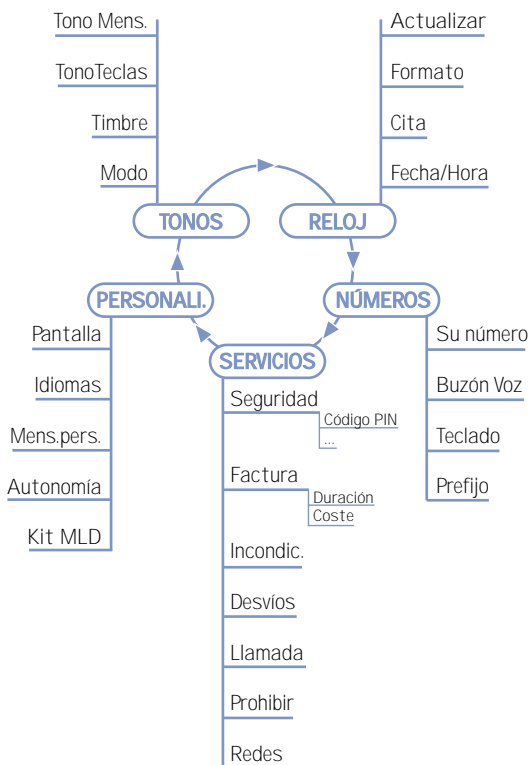 Tono Mens.
TonoTeclas
Timbre
Modo
TONOS
Actualizar
Formato
Cita
Fecha/Hora
RELOJ
PERSONALI.
Pantalla
Idiomas
Mens.pers.
Autonomía
Kit MLD
NÚMEROS
Su número
Buzón Voz
Teclado
Prefijo
SERVICIOS
Seguridad
Código PIN
...
Factura
Duración
Coste
Incondic.
Desvíos
Llamada
Prohibir
Redes